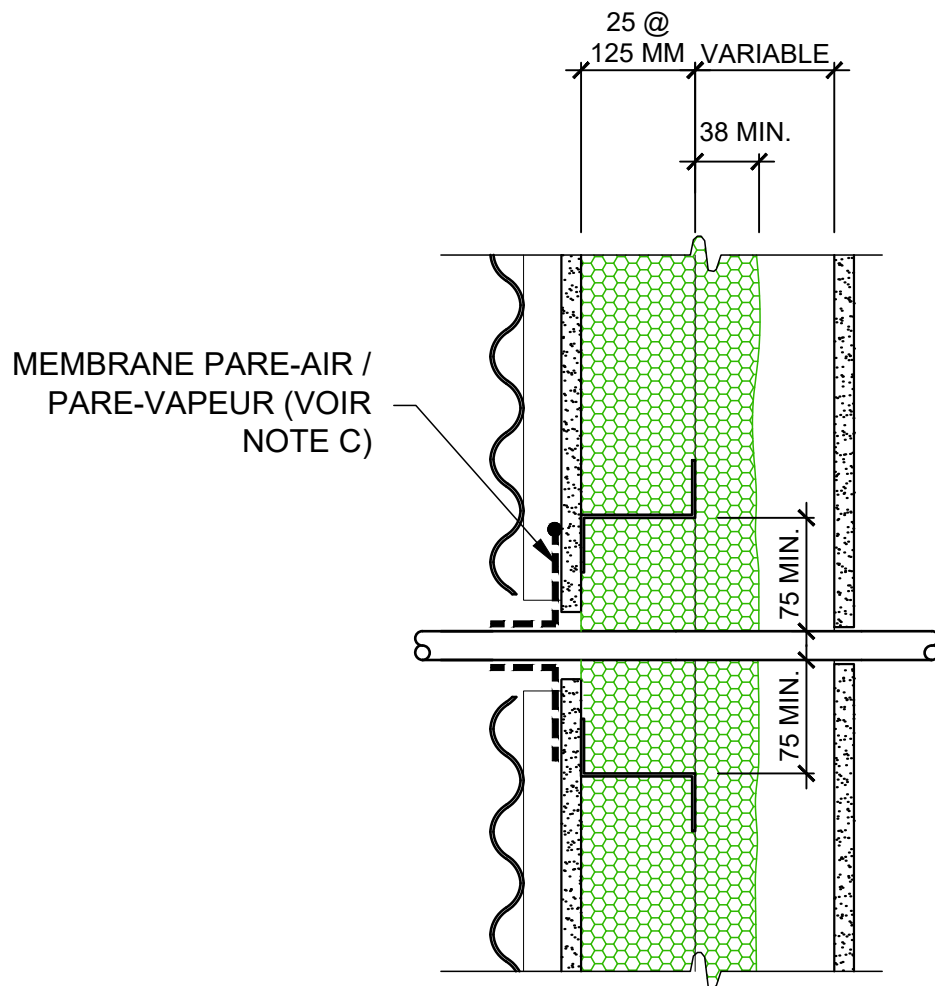 25 @
125 MM
VARIABLE
38 MIN.
MEMBRANE PARE-AIR /
PARE-VAPEUR (VOIR
NOTE C)
75 MIN.
75 MIN.